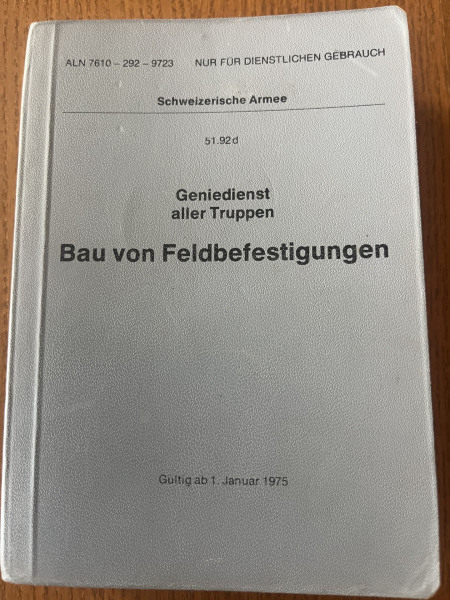 ALN 7610 – 292 – 9723 NUR FÜR DIENSTLICHEN GEBRAUCH
Schweizerische Armee
51.92 d
Geniedienst
aller Truppen
Bau von Feldbefestigungen
Gültig ab 1. Januar 1975